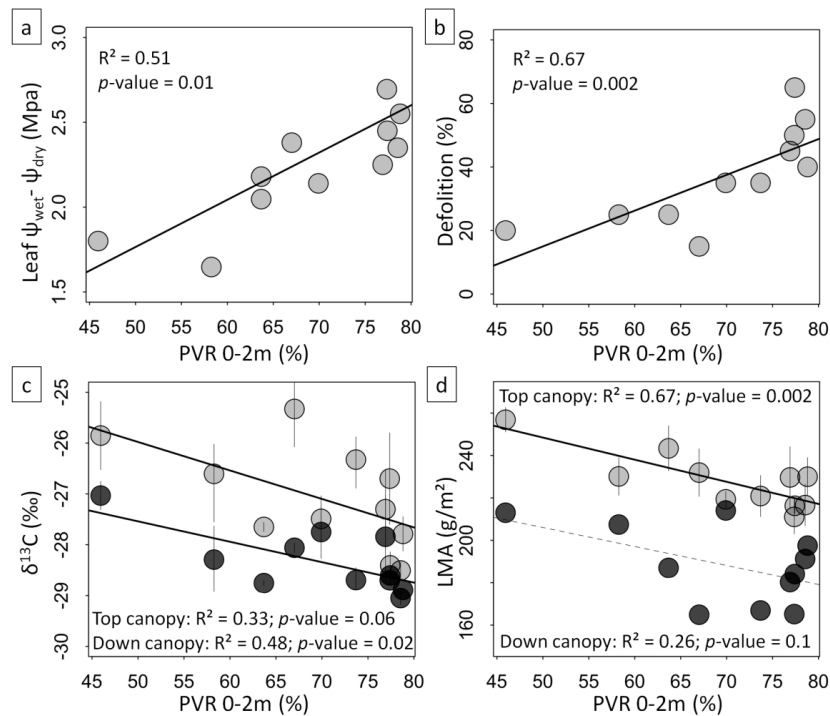 a
R² = 0.51
p-value = 0.01
Leaf ψwet- ψdry (Mpa)
3.0
2.5
2.0
1.5
45 50 55 60 65 70 75 80
PVR 0-2m (%)
b
R² = 0.67
p-value = 0.002
Defolition (%)
80
60
40
20
0
45 50 55 60 65 70 75 80
PVR 0-2m (%)
c
δ¹³C (‰)
-25
-26
-27
-28
-29
-30
Top canopy: R² = 0.33; p-value = 0.06
Down canopy: R² = 0.48; p-value = 0.02
45 50 55 60 65 70 75 80
PVR 0-2m (%)
d
Top canopy: R² = 0.67; p-value = 0.002
LMA (g/m²)
240
220
200
180
160
Down canopy: R² = 0.26; p-value = 0.1
45 50 55 60 65 70 75 80
PVR 0-2m (%)